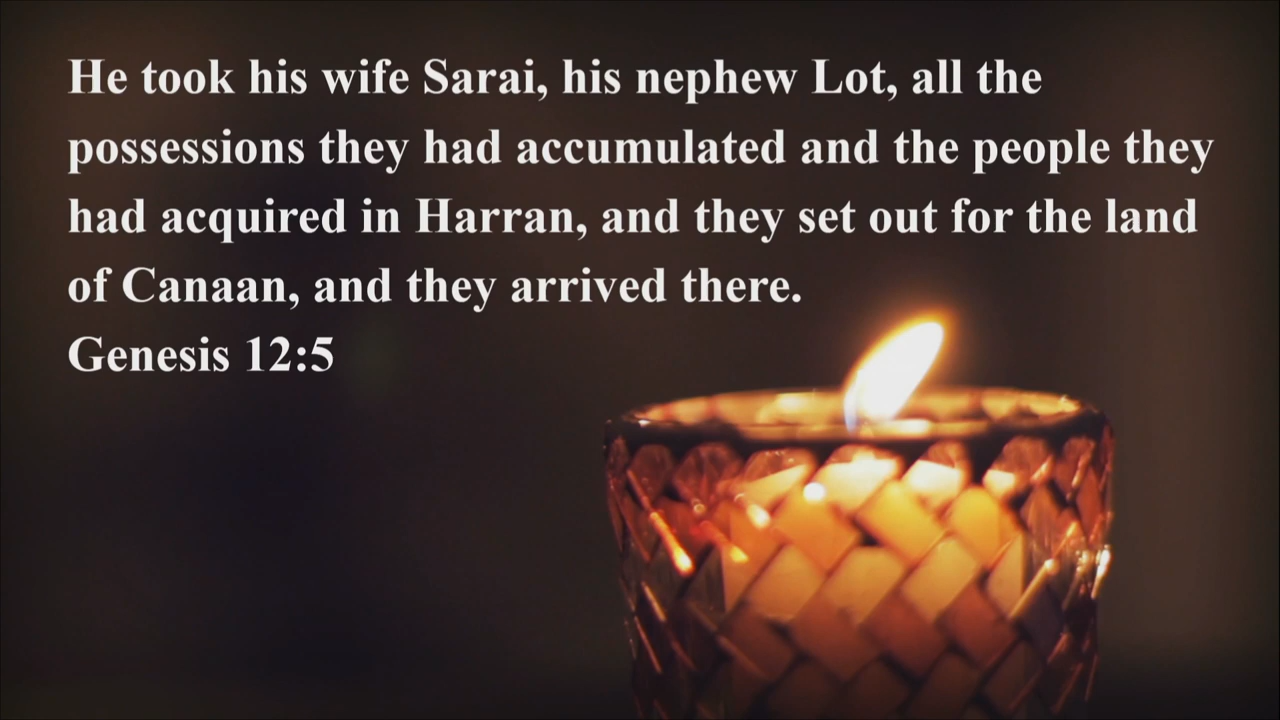 He took his wife Sarai, his nephew Lot, all the
possessions they had accumulated and the people they
had acquired in Harran, and they set out for the land
of Canaan, and they arrived there.
Genesis 12:5